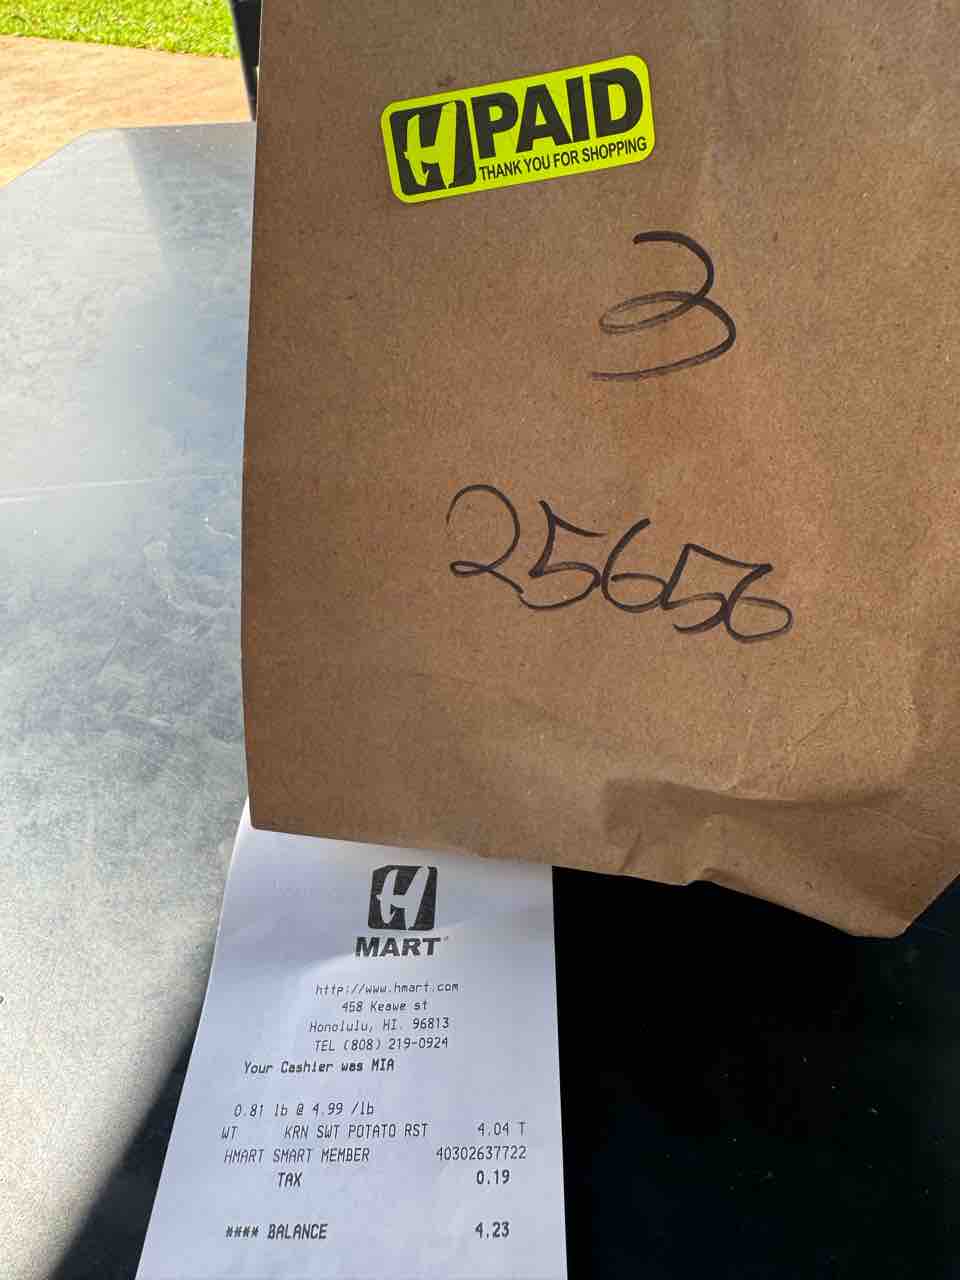 H PAID
THANK YOU FOR SHOPPING
3
25656
H
MART
http://www.hmart.com
458 Keawe st
Honolulu, HI. 96813
TEL (808) 219-0924
Your Cashier was MIA
0.81 lb @ 4.99 /lb
WT KRN SWT POTATO RST 4.04 T
HMART SMART MEMBER 40302637722
TAX 0.19
**** BALANCE 4.23